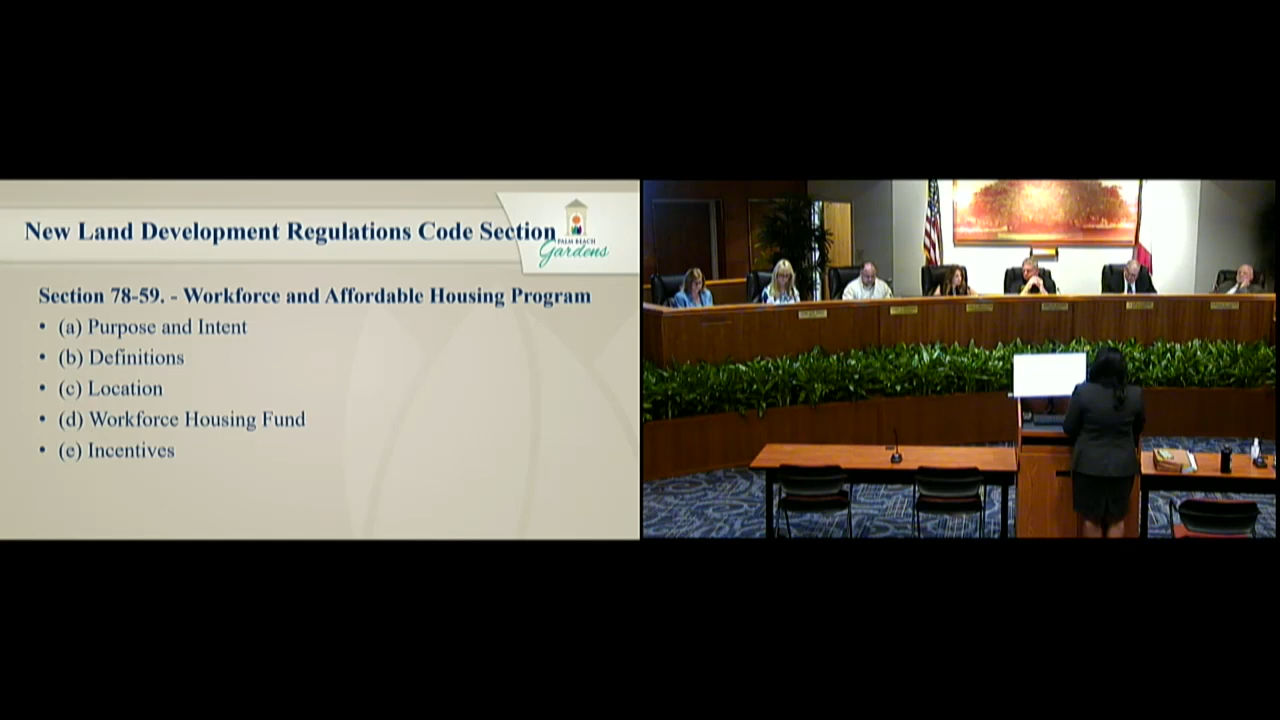 New Land Development Regulations Code Section
PALM BEACH
Gardens
Section 78-59. - Workforce and Affordable Housing Program
• (a) Purpose and Intent
• (b) Definitions
• (c) Location
• (d) Workforce Housing Fund
• (e) Incentives